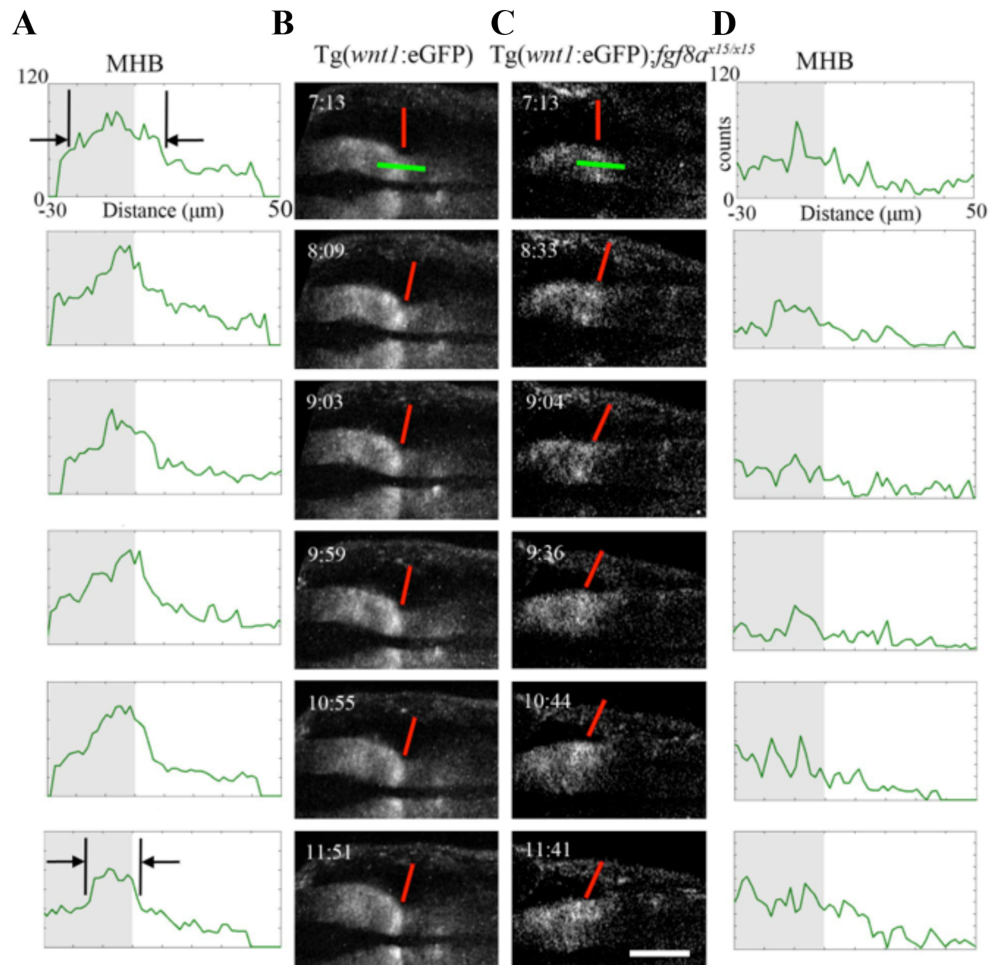 A B C D
Tg(wnt1:eGFP) Tg(wnt1:eGFP);fgf8a^x15/x15
MHB MHB
120 120
7:13 7:13
counts
0 0
-30 Distance (μm) 50 -30 Distance (μm) 50
8:09 8:33
9:03 9:04
9:59 9:36
10:55 10:44
11:51 11:41